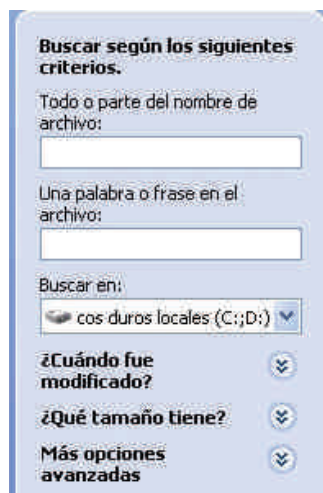 Buscar según los siguientes
criterios.
Todo o parte del nombre de
archivo:
Una palabra o frase en el
archivo:
Buscar en:
cos duros locales (C:;D:)
¿Cuándo fue
modificado?
¿Qué tamaño tiene?
Más opciones
avanzadas